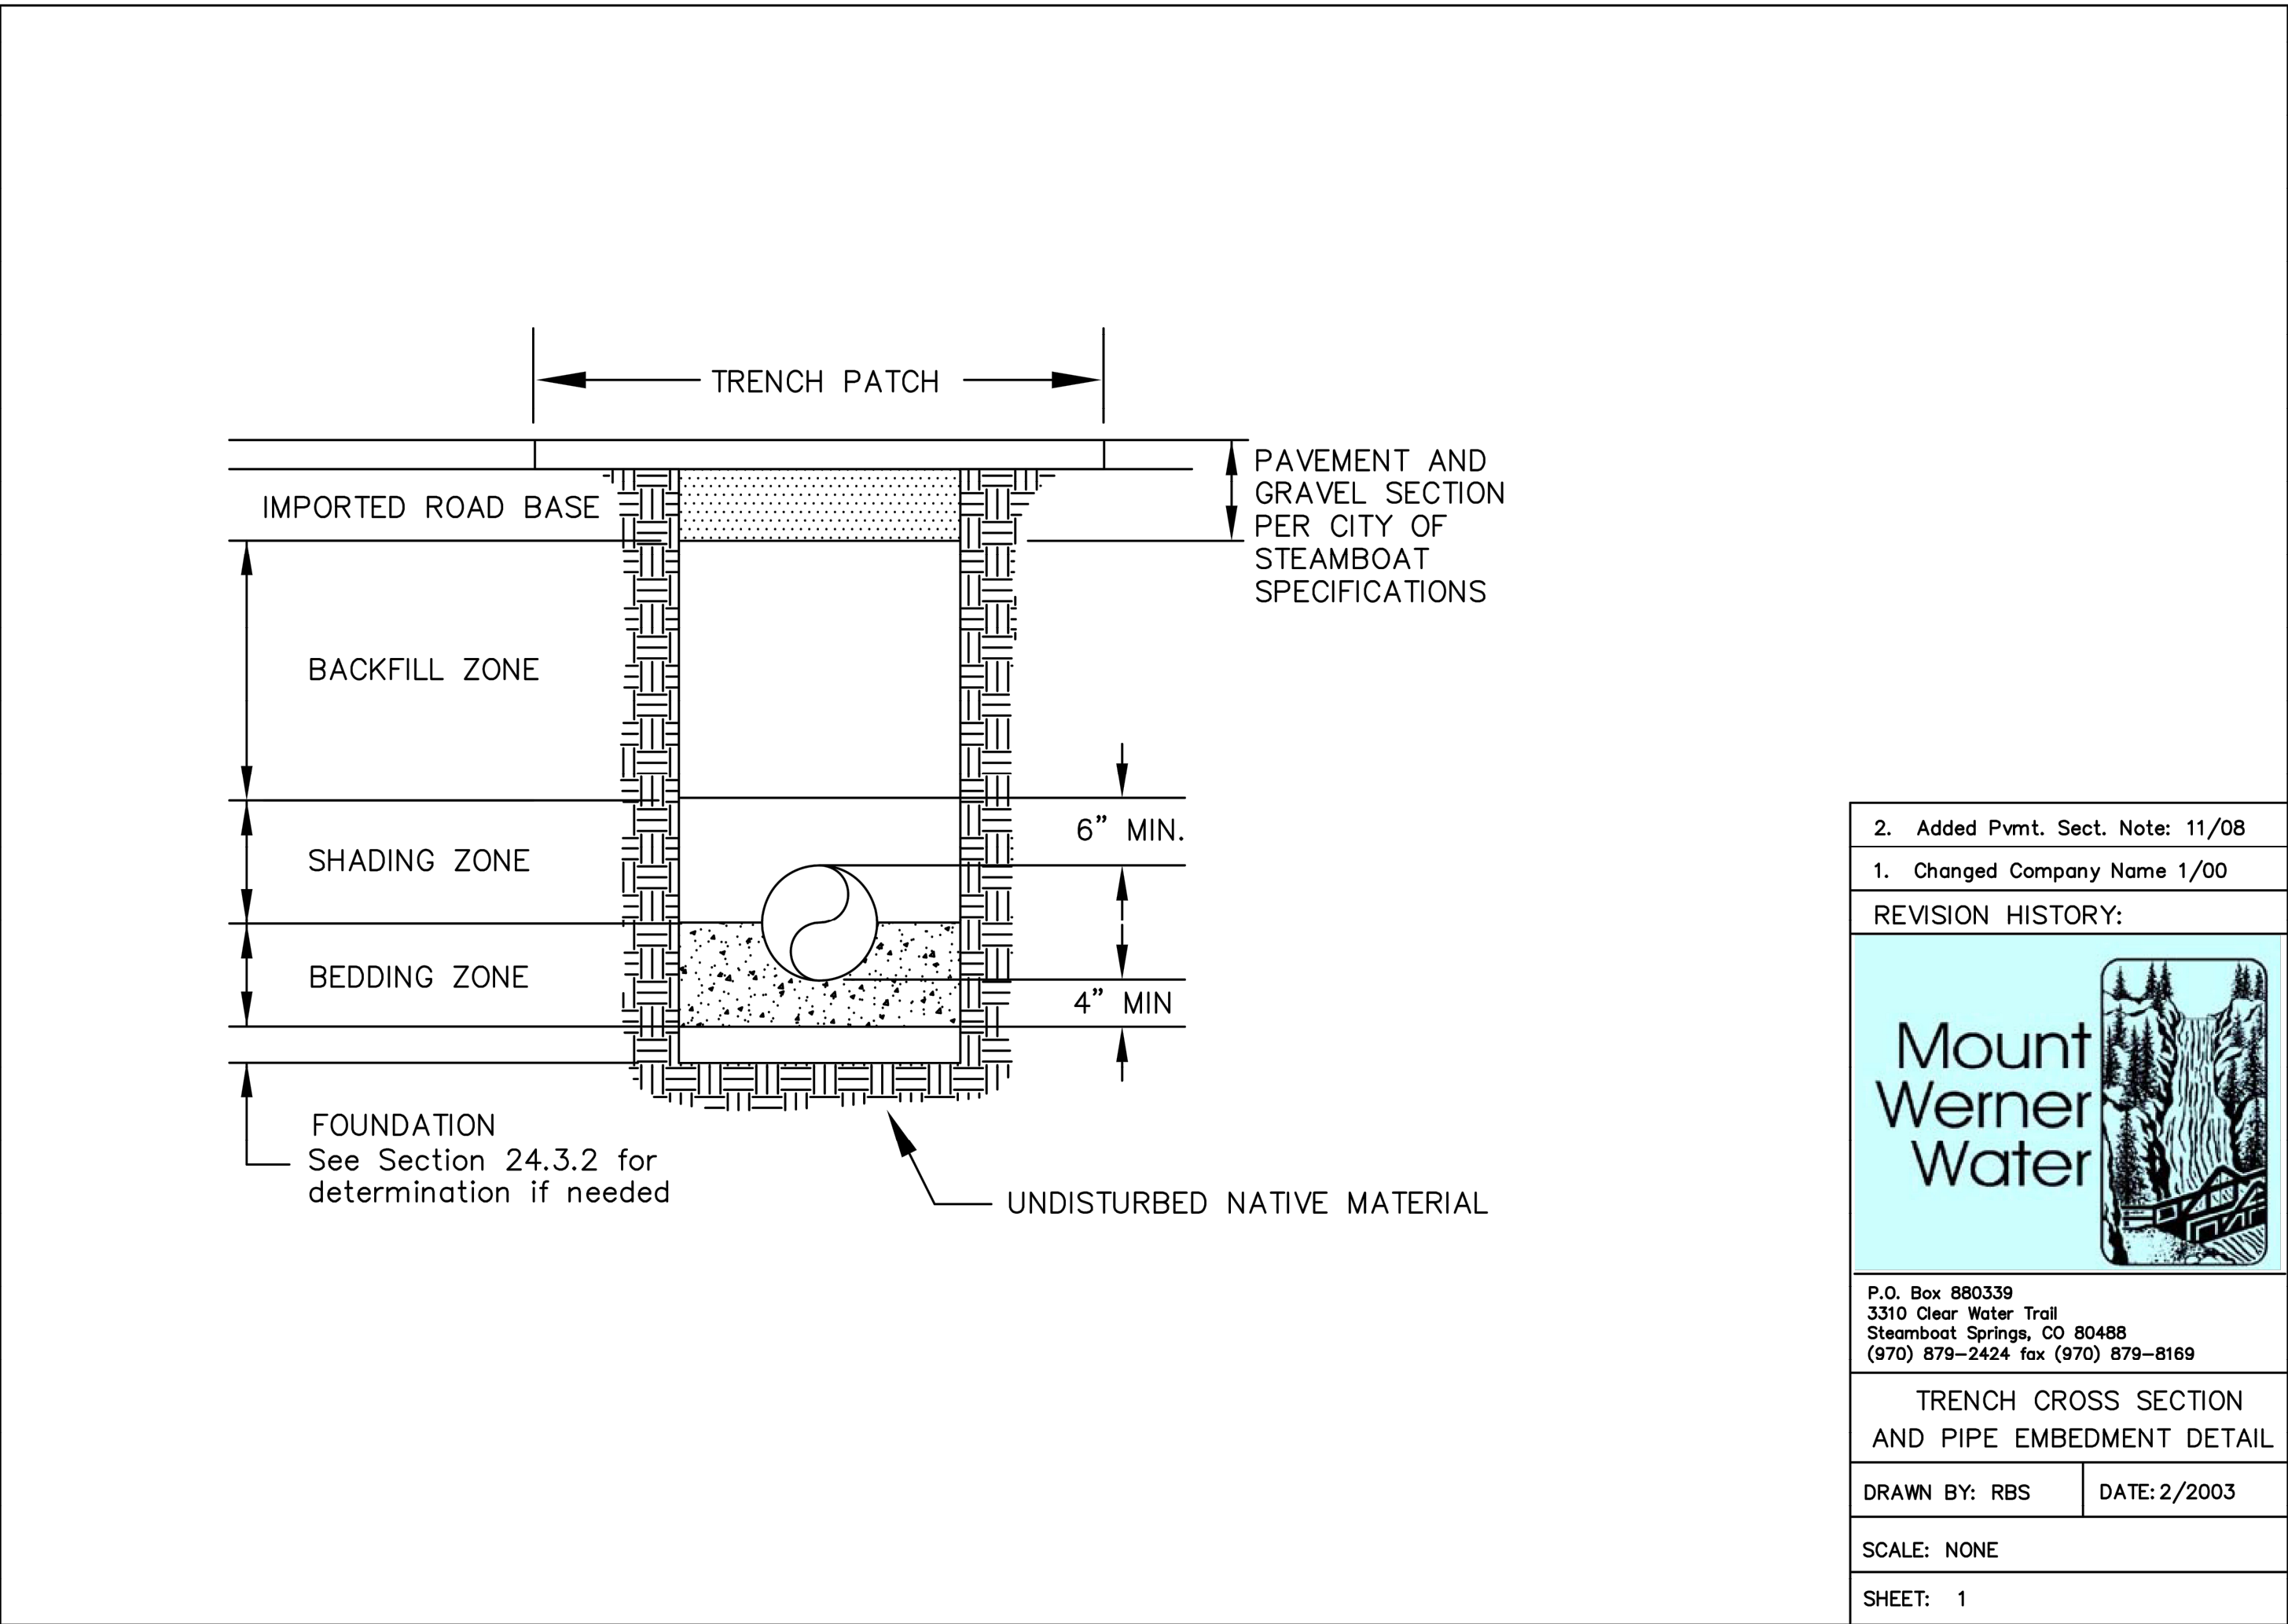 TRENCH PATCH
PAVEMENT AND
GRAVEL SECTION
PER CITY OF
STEAMBOAT
SPECIFICATIONS
IMPORTED ROAD BASE
BACKFILL ZONE
6” MIN.
SHADING ZONE
BEDDING ZONE
4” MIN
FOUNDATION
See Section 24.3.2 for
determination if needed
UNDISTURBED NATIVE MATERIAL
2. Added Pvmt. Sect. Note: 11/08
1. Changed Company Name 1/00
REVISION HISTORY:
Mount
Werner
Water
P.O. Box 880339
3310 Clear Water Trail
Steamboat Springs, CO 80488
(970) 879-2424 fax (970) 879-8169
TRENCH CROSS SECTION
AND PIPE EMBEDMENT DETAIL
DRAWN BY: RBS
DATE: 2/2003
SCALE: NONE
SHEET: 1